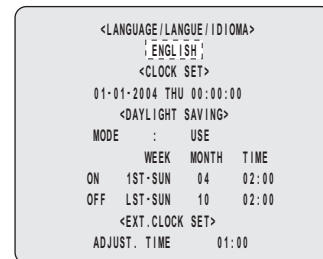 <LANGUAGE/LANGUE/IDIOMA>
ENGLISH
<CLOCK SET>
01-01-2004 THU 00:00:00
<DAYLIGHT SAVING>
MODE : USE
WEEK MONTH TIME
ON 1ST-SUN 04 02:00
OFF LST-SUN 10 02:00
<EXT.CLOCK SET>
ADJUST. TIME 01:00